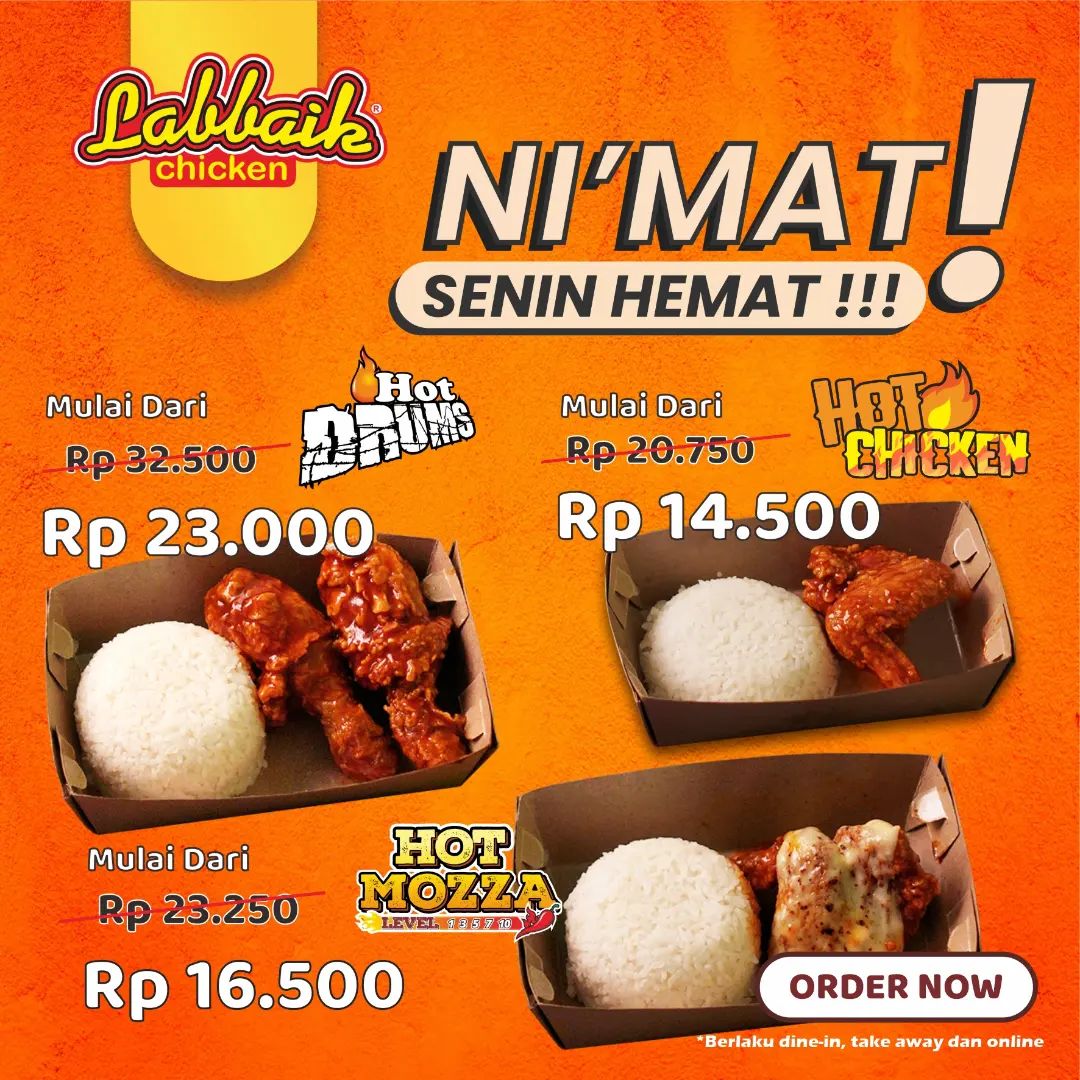 Labbaik®
chicken
NI'MAT!
SENIN HEMAT !!!
Mulai Dari
Rp 32.500
Hot
DRUMS
Rp 23.000
Mulai Dari
Rp 20.750
HOT
CHICKEN
Rp 14.500
Mulai Dari
Rp 23.250
HOT
MOZZA
LEVEL 1 3 5 7 10
Rp 16.500
ORDER NOW
*Berlaku dine-in, take away dan online